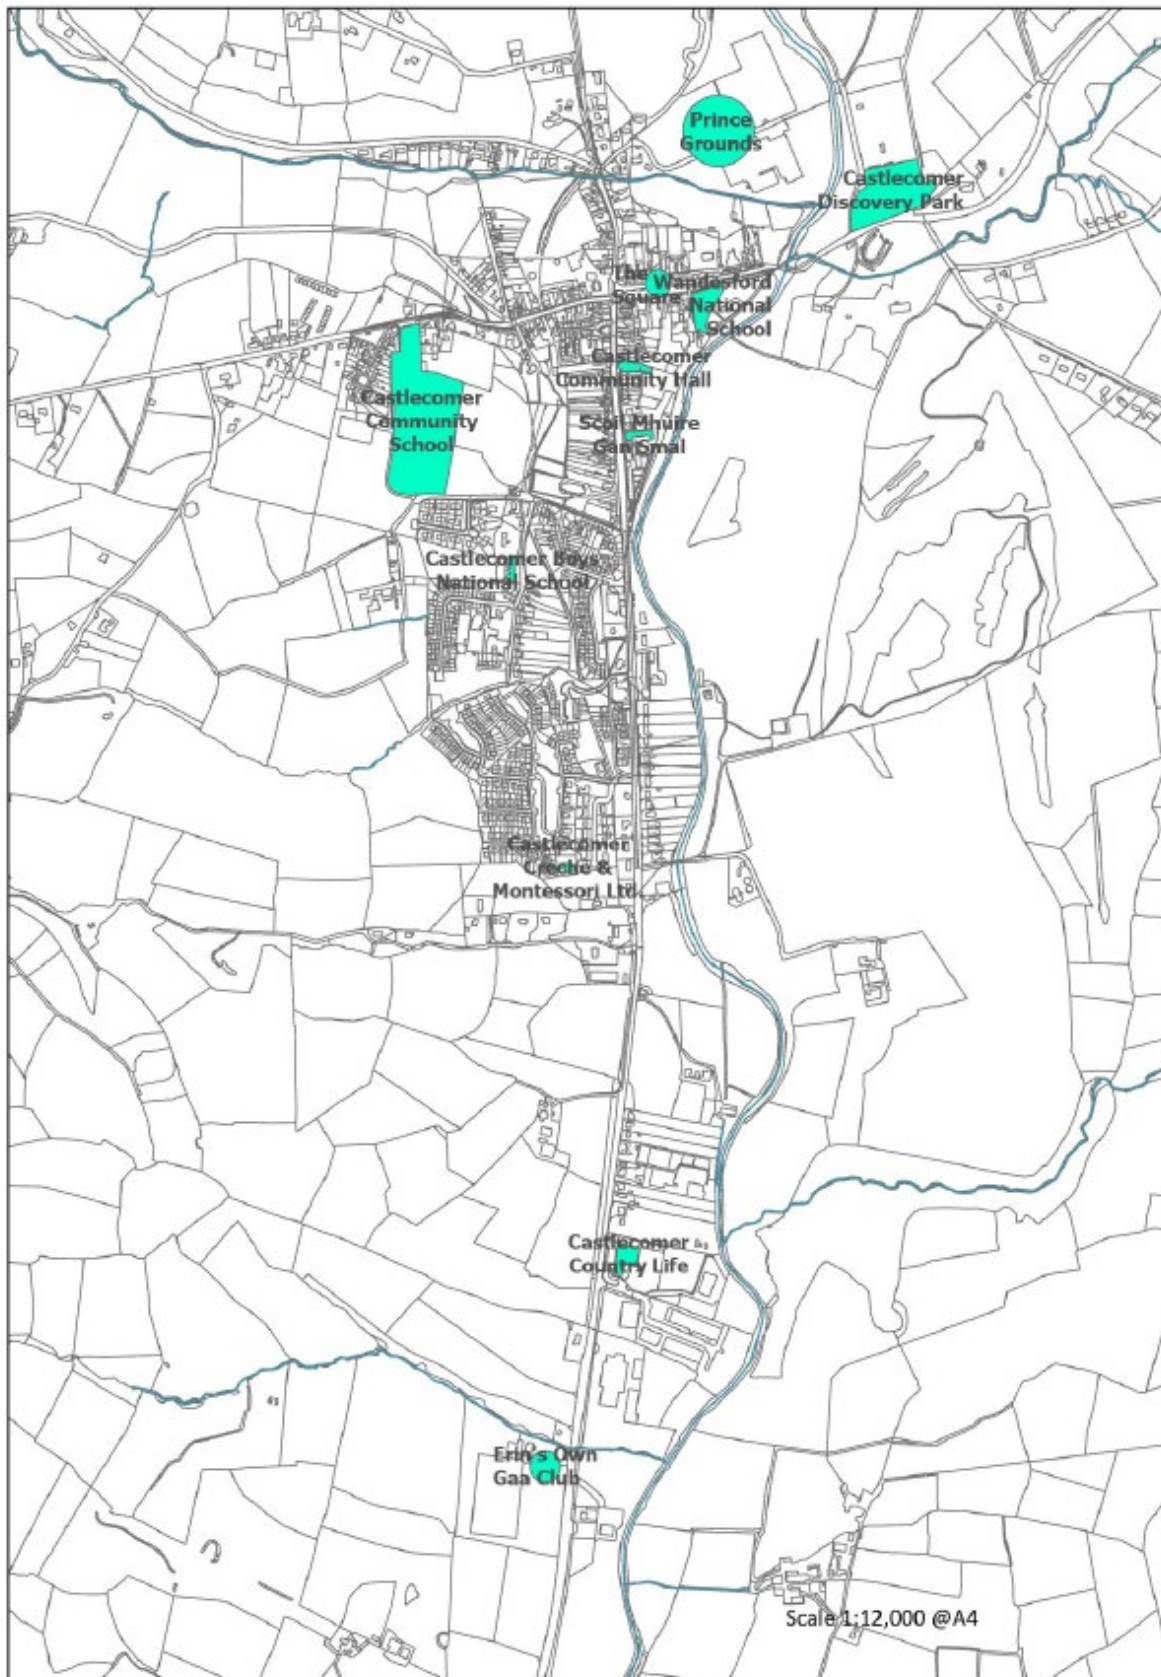 Prince
Grounds
Castlecomer
Discovery Park
The
Square
Wandesford
National
School
Castlecomer
Community Hall
Castlecomer
Community
School
Scoil Mhuire
Gan Smal
Castlecomer Boys
National School
Castlecomer
Creche &
Montessori Ltd.
Castlecomer
Country Life
Erin's Own
Gaa Club
Scale 1:12,000 @A4